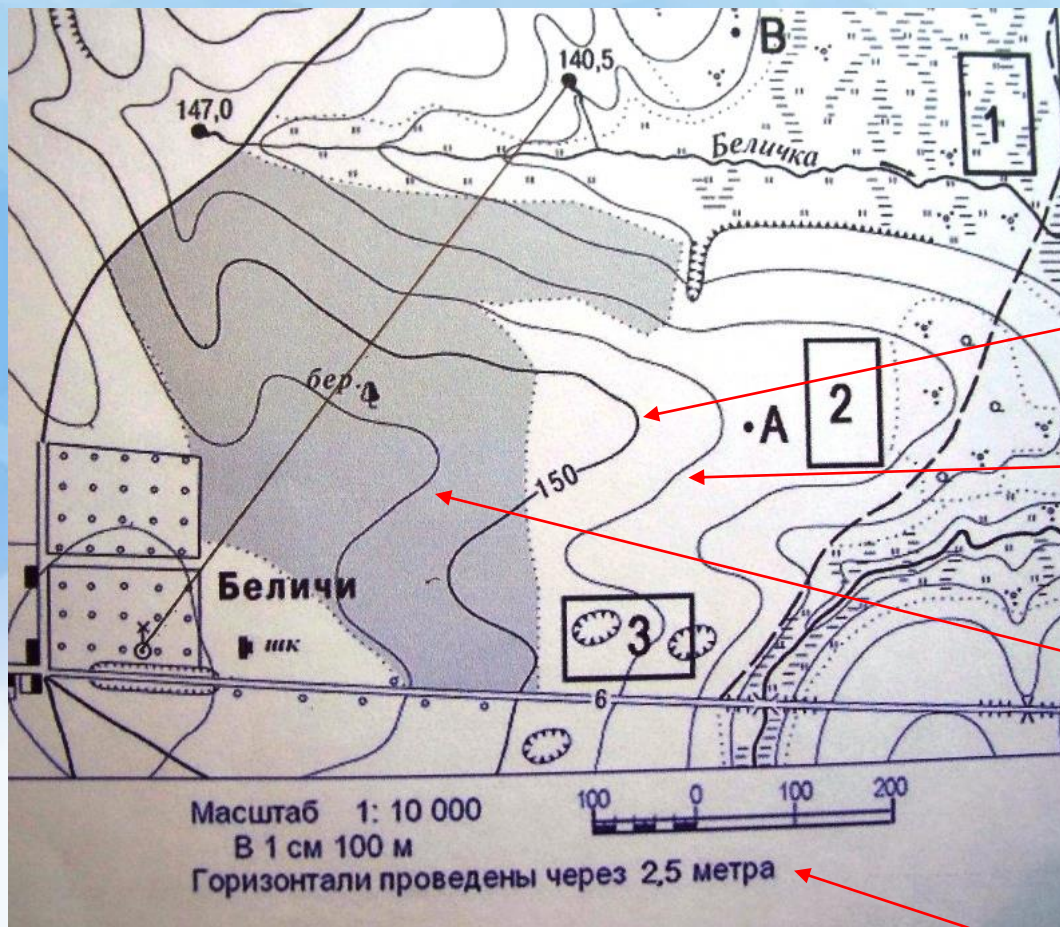 B
140,5
147,0
1
Беличка
бер.
A
2
150
Беличи
шк
3
6
Масштаб 1: 10 000
В 1 см 100 м
Горизонтали проведены через 2,5 метра
100 0 100 200